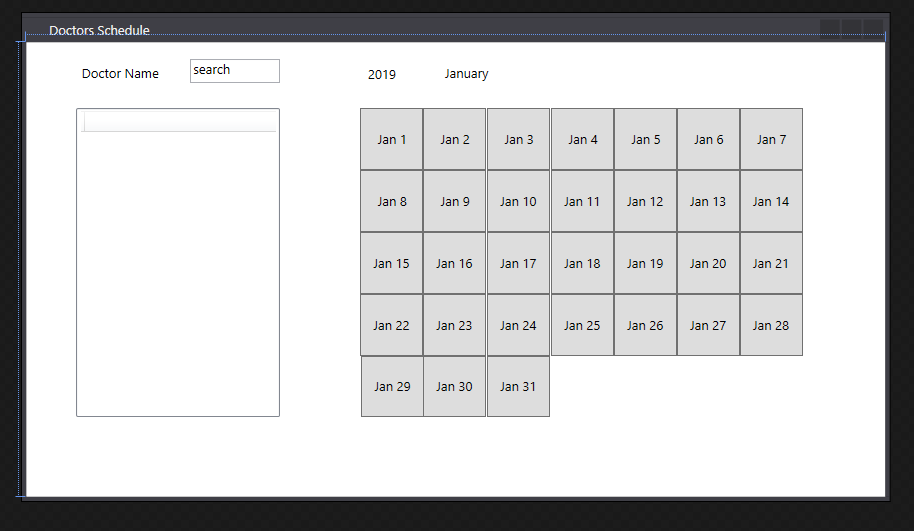 Doctors Schedule
Doctor Name search 2019 January
Jan 1 Jan 2 Jan 3 Jan 4 Jan 5 Jan 6 Jan 7
Jan 8 Jan 9 Jan 10 Jan 11 Jan 12 Jan 13 Jan 14
Jan 15 Jan 16 Jan 17 Jan 18 Jan 19 Jan 20 Jan 21
Jan 22 Jan 23 Jan 24 Jan 25 Jan 26 Jan 27 Jan 28
Jan 29 Jan 30 Jan 31